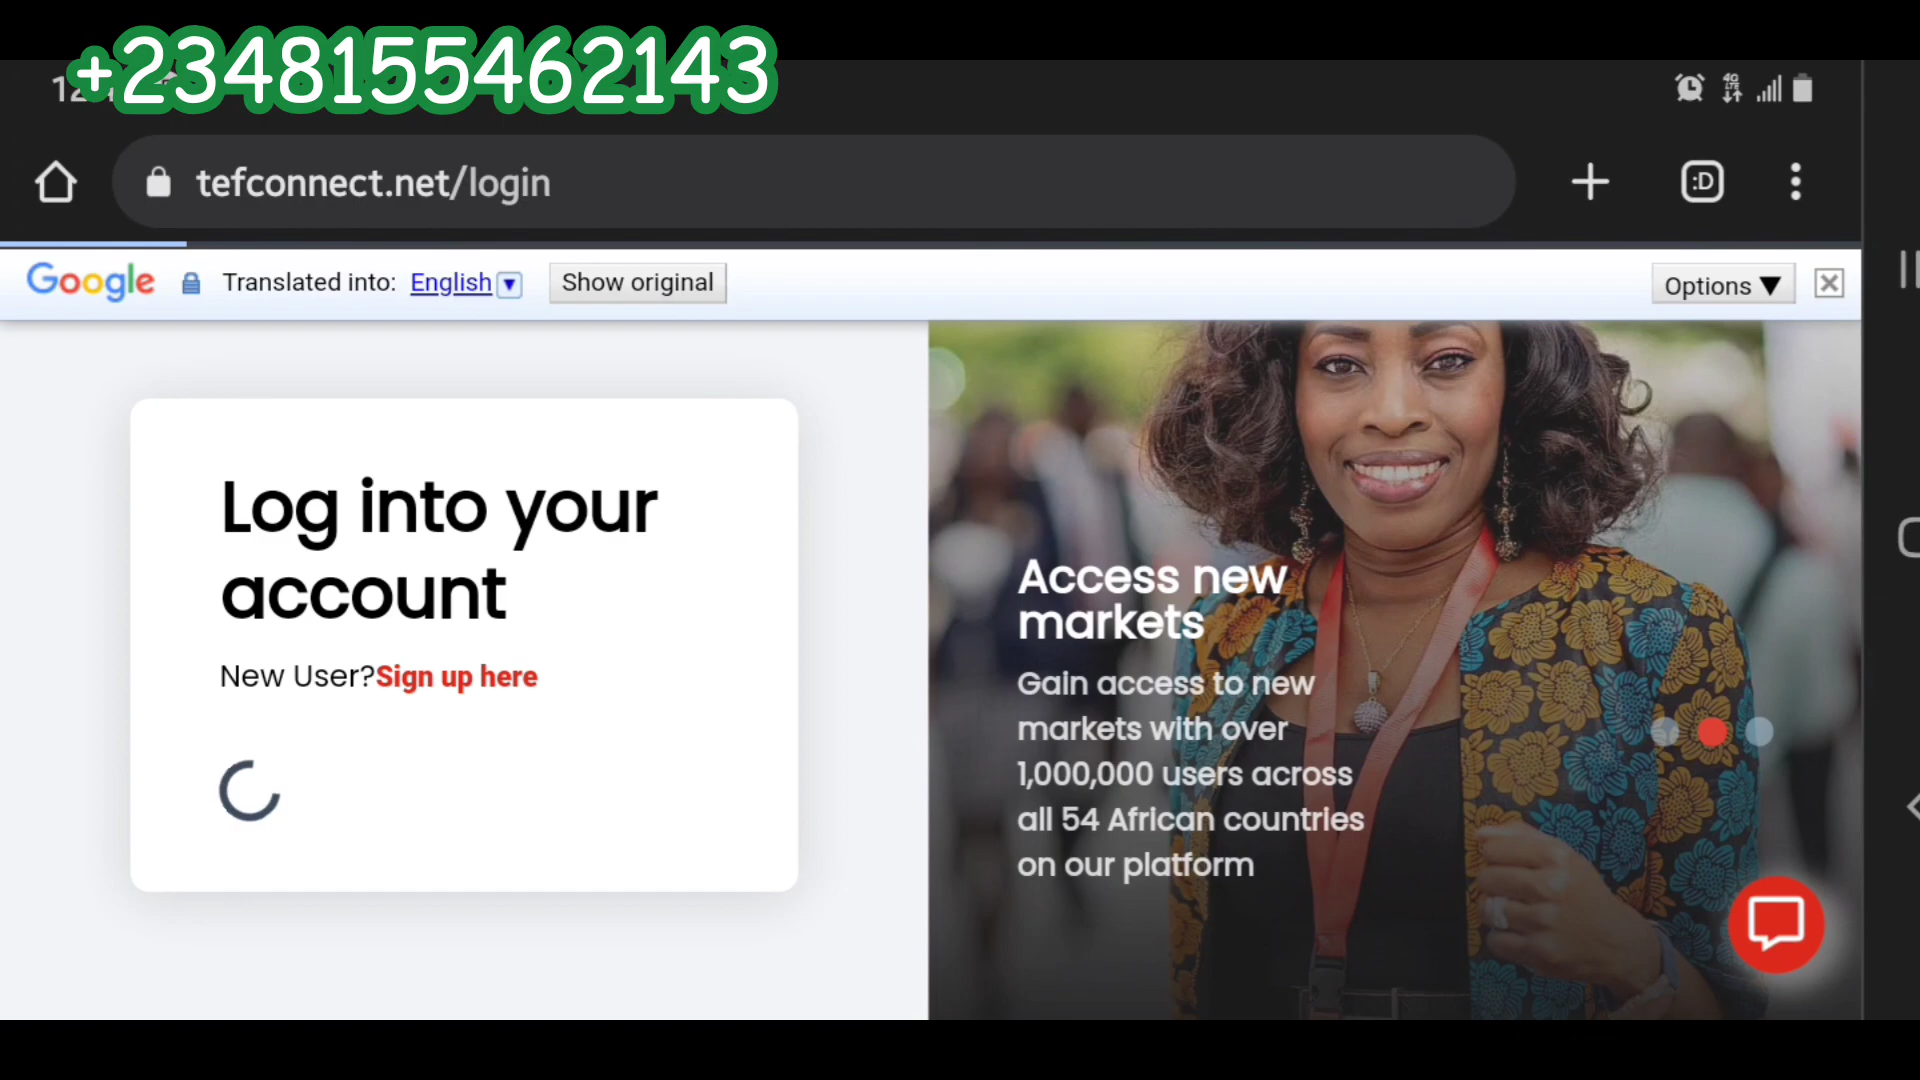 +2348155462143
4G
LTE
tefconnect.net/login
:D
Google Translated into: English Show original
Options
Log into your
account
New User?Sign up here
Access new
markets
Gain access to new
markets with over
1,000,000 users across
all 54 African countries
on our platform